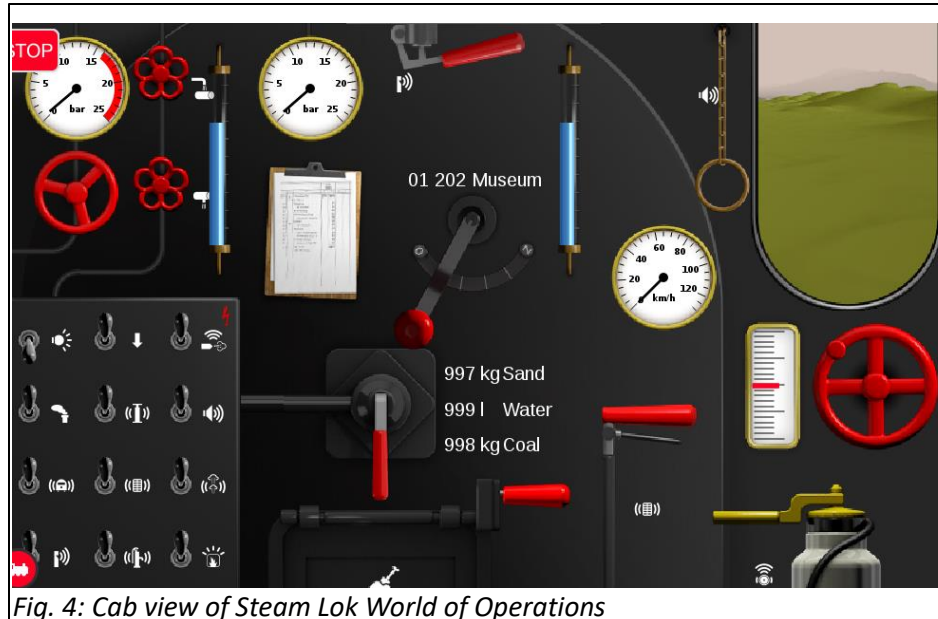 STOP
5 10 15 20 25
0 bar
5 10 15 20 25
0 bar
01 202 Museum
0 20 40 60 80 100 120
km/h
997 kg Sand
999 l Water
998 kg Coal
Fig. 4: Cab view of Steam Lok World of Operations